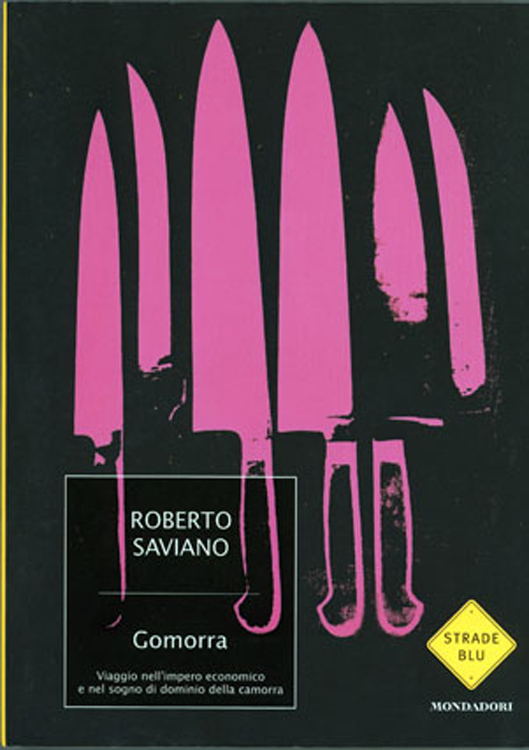 ROBERTO
SAVIANO
Gomorra
Viaggio nell'impero economico
e nel sogno di dominio della camorra
STRADE
BLU
MONDADORI